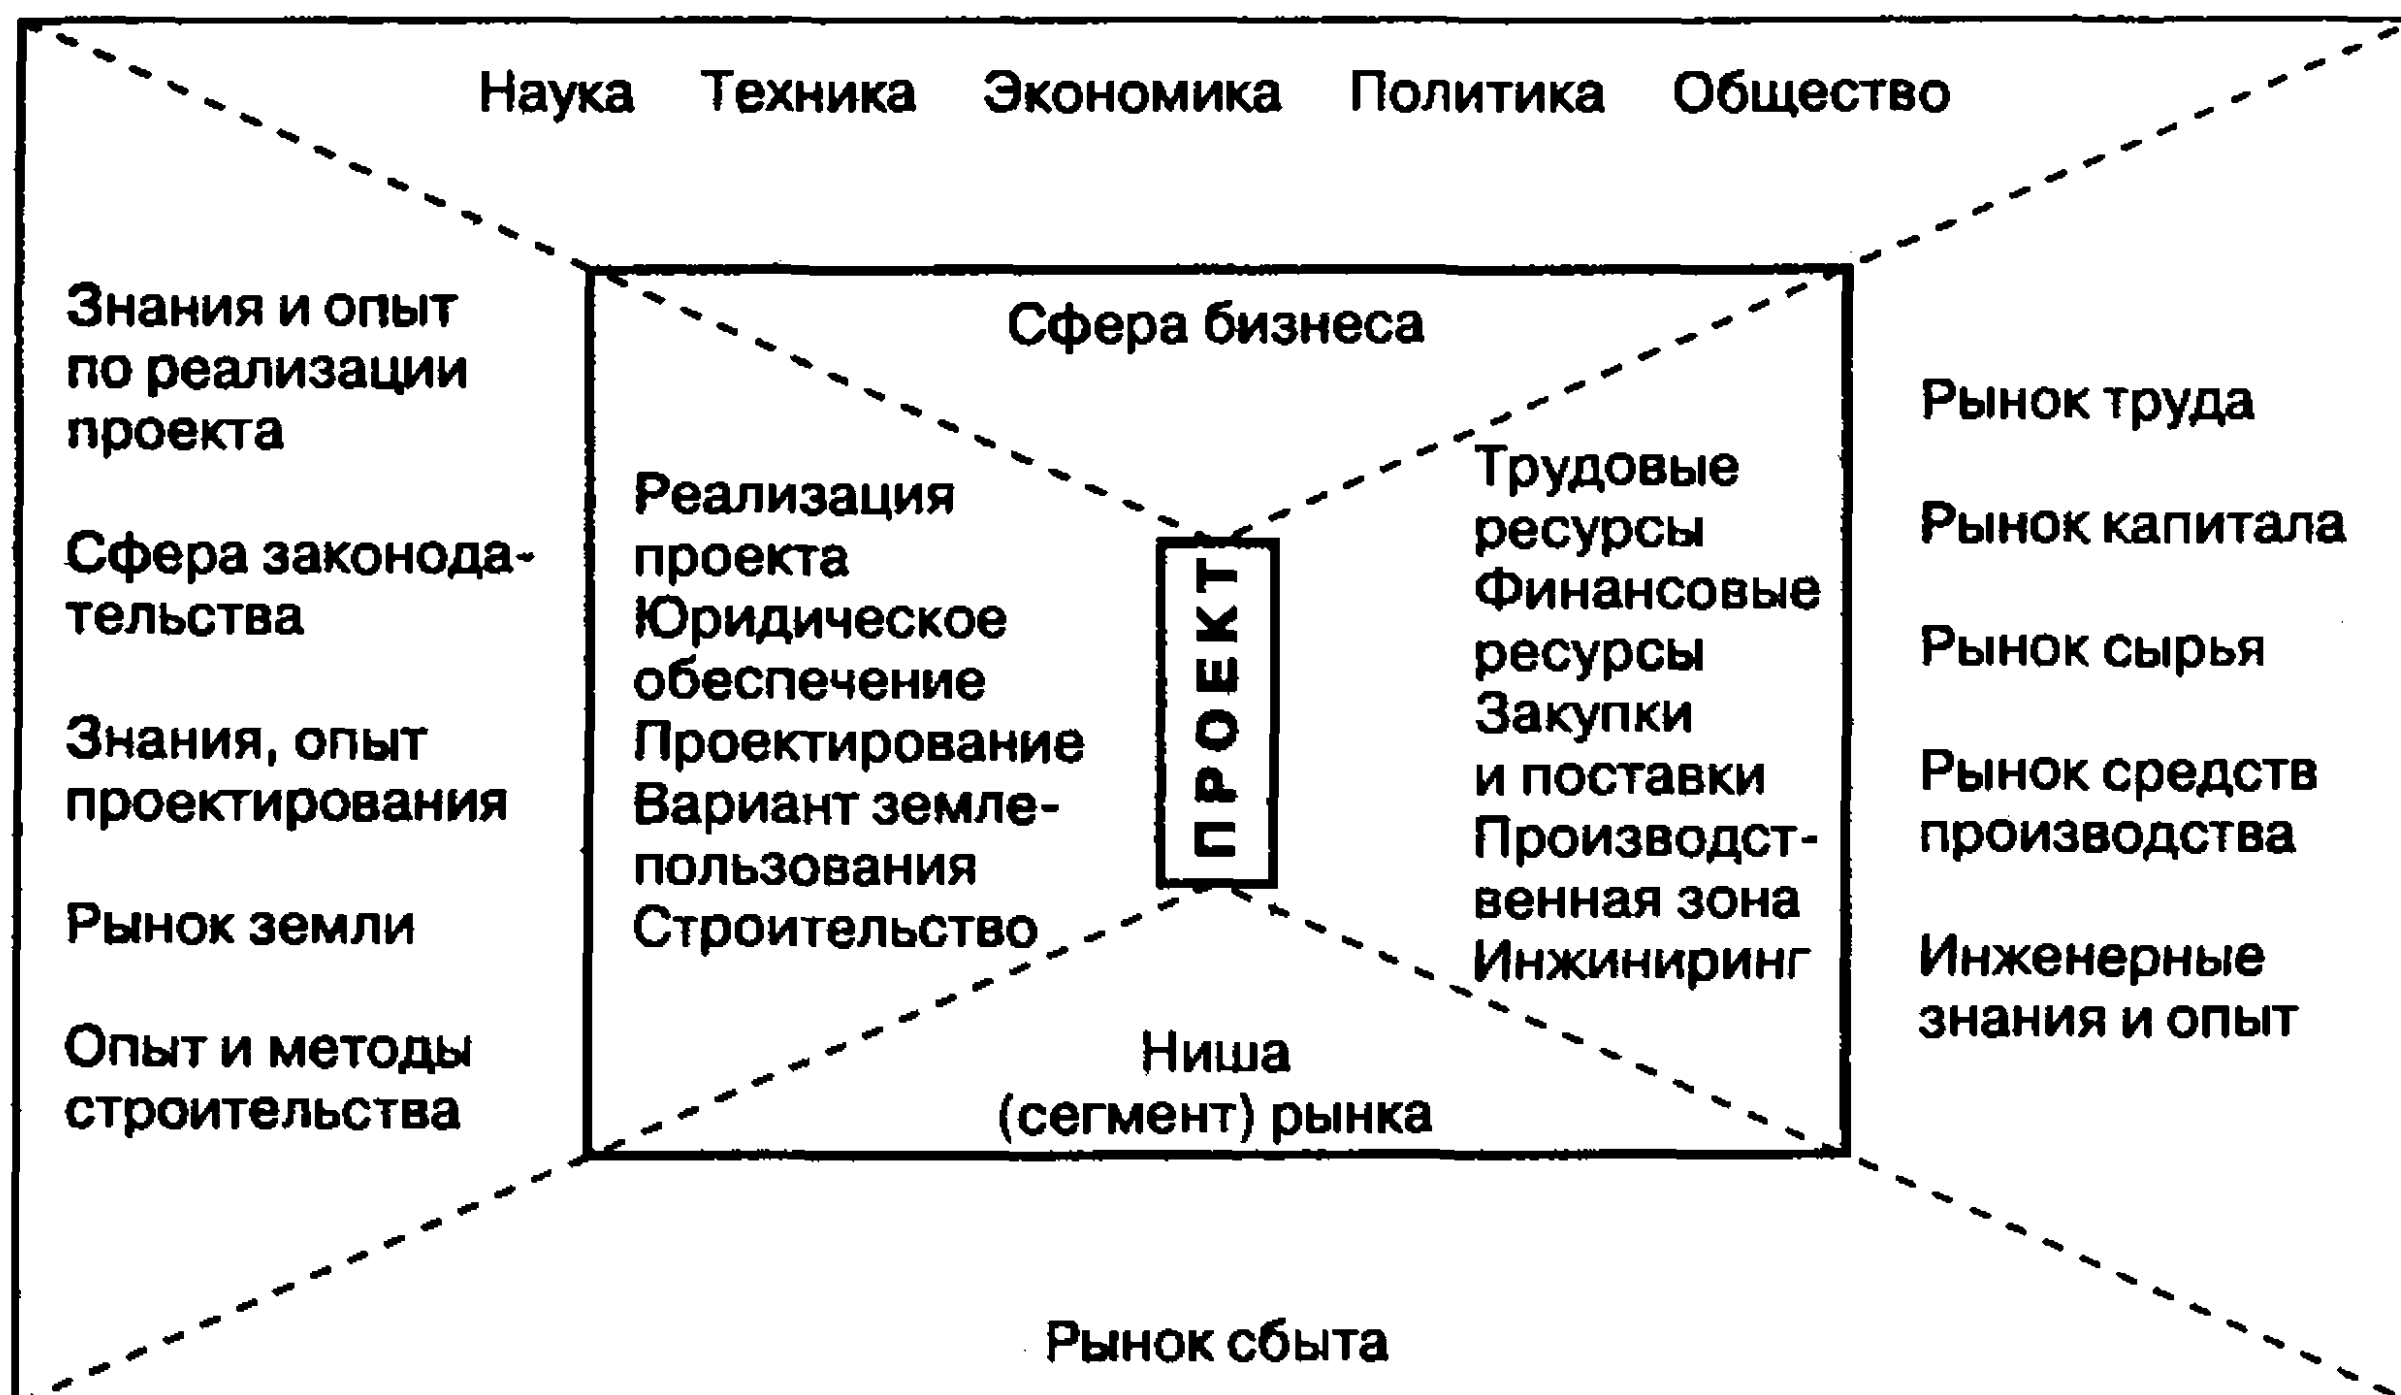 Наука Техника Экономика Политика Общество
Знания и опыт
по реализации
проекта
Сфера законода-
тельства
Знания, опыт
проектирования
Рынок земли
Опыт и методы
строительства
Сфера бизнеса
Реализация
проекта
Юридическое
обеспечение
Проектирование
Вариант земле-
пользования
Строительство
ПРОЕКТ
Трудовые
ресурсы
Финансовые
ресурсы
Закупки
и поставки
Производст-
венная зона
Инжиниринг
Ниша
(сегмент) рынка
Рынок труда
Рынок капитала
Рынок сырья
Рынок средств
производства
Инженерные
знания и опыт
Рынок сбыта